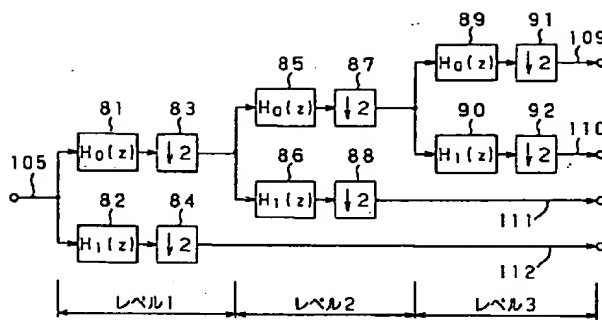 89 91 109
H₀(z) ↓2
85 87 90 92 110
H₀(z) ↓2 H₁(z) ↓2
81 83
H₀(z) ↓2
105 86 88
H₁(z) ↓2
82 84 111
H₁(z) ↓2
112
レベル1 レベル2 レベル3